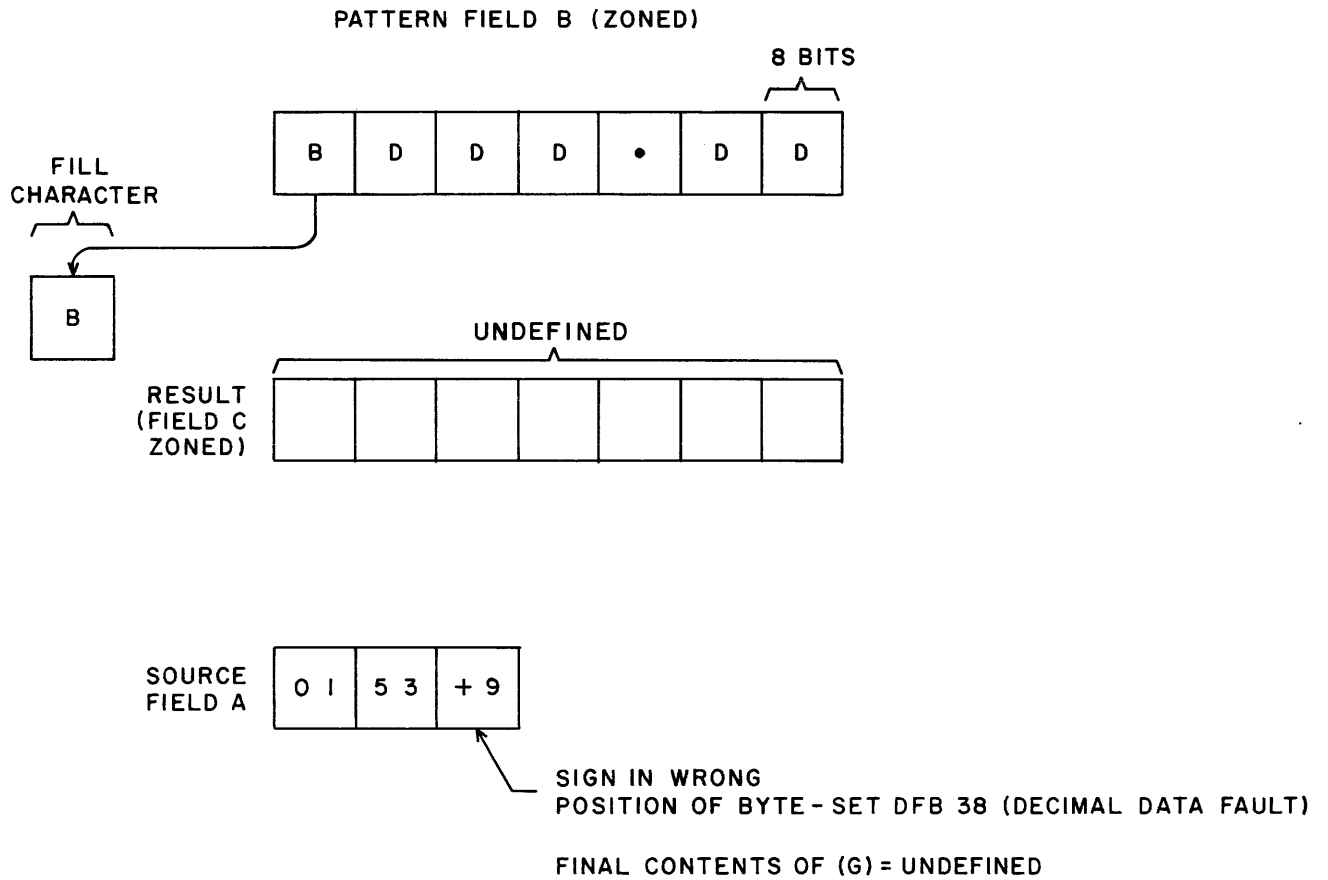 PATTERN FIELD B (ZONED)
8 BITS
B D D D • D D
FILL
CHARACTER
B
UNDEFINED
RESULT
(FIELD C
ZONED)
SOURCE
FIELD A
0 1 5 3 + 9
SIGN IN WRONG
POSITION OF BYTE-SET DFB 38 (DECIMAL DATA FAULT)
FINAL CONTENTS OF (G) = UNDEFINED